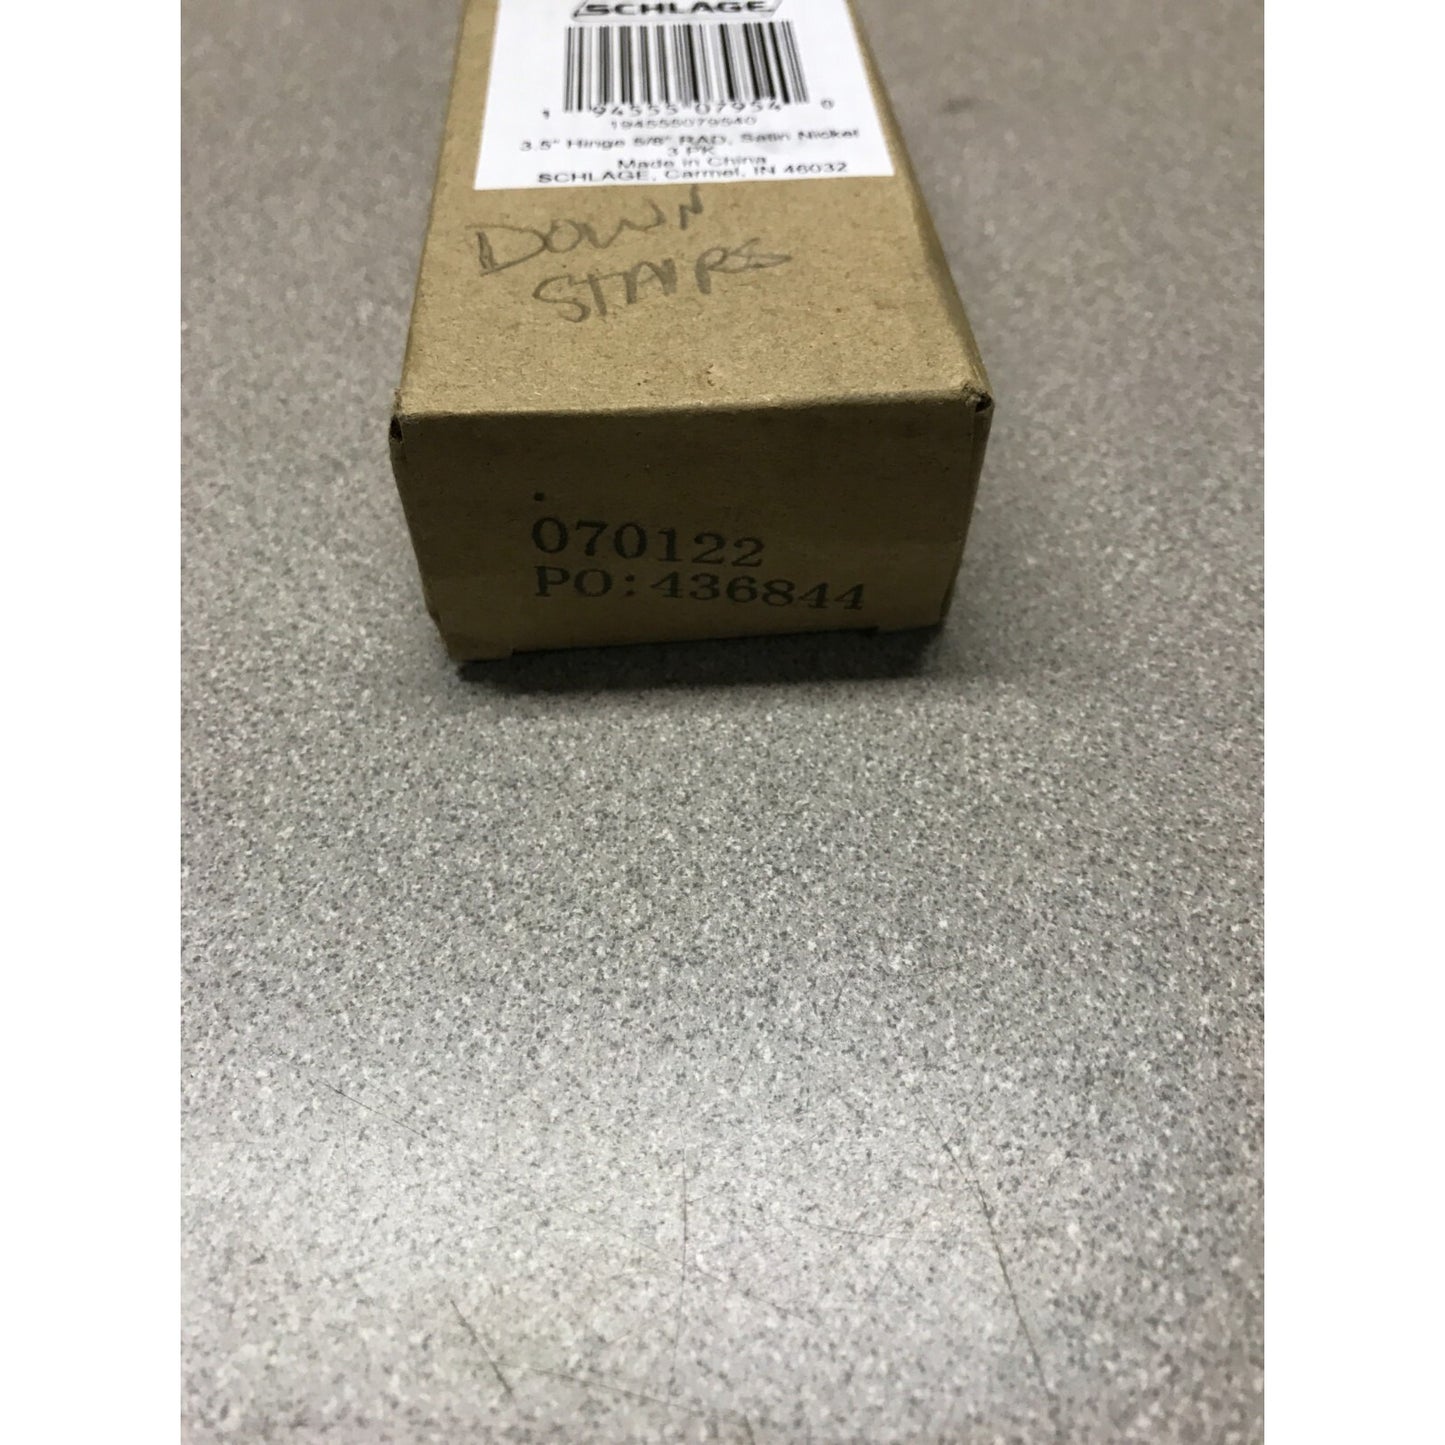 SCHLAGE
1 94555 07954 0
194555079540
3.5" Hinge 5/8" RAD, Satin Nickel
3 PK
Made in China
SCHLAGE, Carmel, IN 46032
DOWN
STAIRS
070122
PO:436844